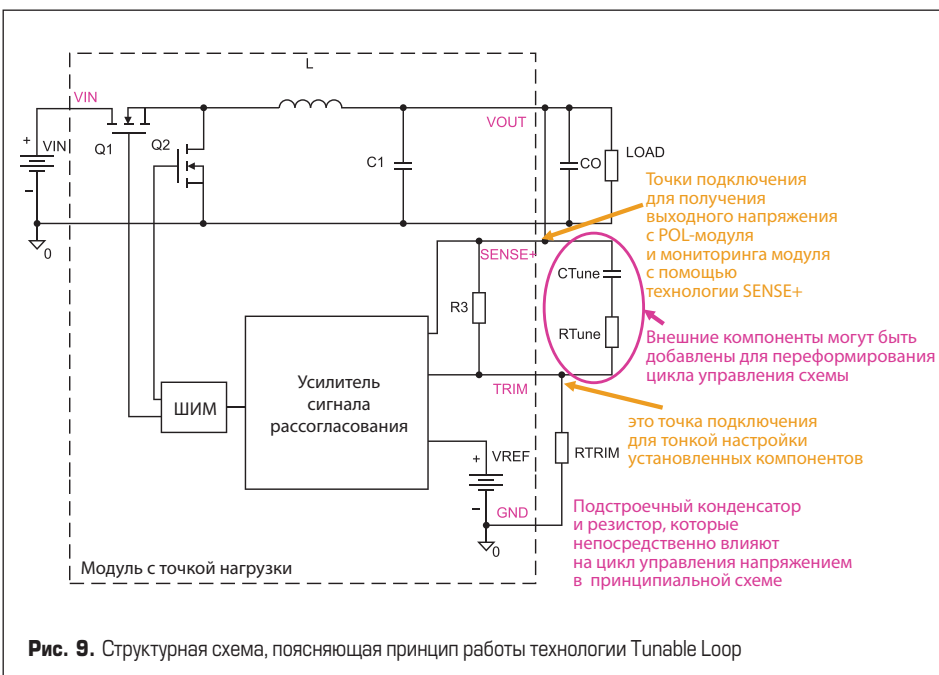 L
VIN
VOUT
+
VIN
Q1
Q2
C1
CO
LOAD
−
0
Точки подключения
для получения
выходного напряжения
с POL-модуля
и мониторинга модуля
с помощью
технологии SENSE+
SENSE+
CTune
R3
RTune
Внешние компоненты могут быть
добавлены для переформирования
цикла управления схемы
TRIM
Усилитель
сигнала
рассогласования
ШИМ
это точка подключения
для тонкой настройки
установленных компонентов
+
VREF
RTRIM
−
GND
0
Подстроечный конденсатор
и резистор, которые
непосредственно влияют
на цикл управления напряжением
в принципиальной схеме
Модуль с точкой нагрузки
Рис. 9. Структурная схема, поясняющая принцип работы технологии Tunable Loop